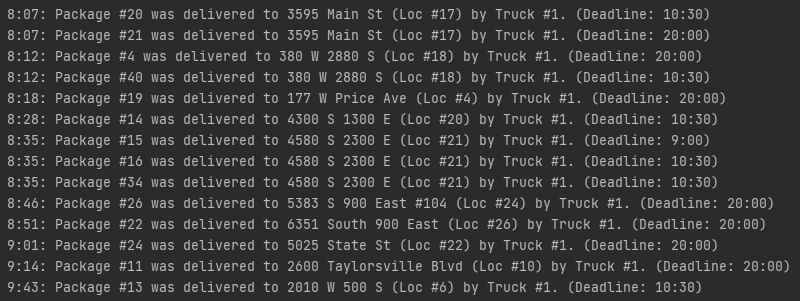 8:07: Package #20 was delivered to 3595 Main St (Loc #17) by Truck #1. (Deadline: 10:30)
8:07: Package #21 was delivered to 3595 Main St (Loc #17) by Truck #1. (Deadline: 20:00)
8:12: Package #4 was delivered to 380 W 2880 S (Loc #18) by Truck #1. (Deadline: 20:00)
8:12: Package #40 was delivered to 380 W 2880 S (Loc #18) by Truck #1. (Deadline: 10:30)
8:18: Package #19 was delivered to 177 W Price Ave (Loc #4) by Truck #1. (Deadline: 20:00)
8:28: Package #14 was delivered to 4300 S 1300 E (Loc #20) by Truck #1. (Deadline: 10:30)
8:35: Package #15 was delivered to 4580 S 2300 E (Loc #21) by Truck #1. (Deadline: 9:00)
8:35: Package #16 was delivered to 4580 S 2300 E (Loc #21) by Truck #1. (Deadline: 10:30)
8:35: Package #34 was delivered to 4580 S 2300 E (Loc #21) by Truck #1. (Deadline: 10:30)
8:46: Package #26 was delivered to 5383 S 900 East #104 (Loc #24) by Truck #1. (Deadline: 20:00)
8:51: Package #22 was delivered to 6351 South 900 East (Loc #26) by Truck #1. (Deadline: 20:00)
9:01: Package #24 was delivered to 5025 State St (Loc #22) by Truck #1. (Deadline: 20:00)
9:14: Package #11 was delivered to 2600 Taylorsville Blvd (Loc #10) by Truck #1. (Deadline: 20:00)
9:43: Package #13 was delivered to 2010 W 500 S (Loc #6) by Truck #1. (Deadline: 10:30)